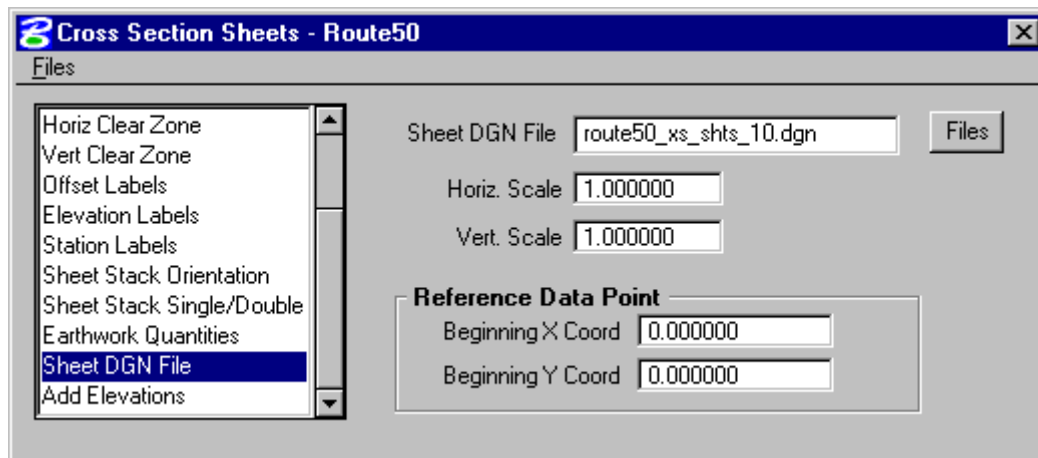 Cross Section Sheets - Route50
Files
Horiz Clear Zone
Vert Clear Zone
Offset Labels
Elevation Labels
Station Labels
Sheet Stack Orientation
Sheet Stack Single/Double
Earthwork Quantities
Sheet DGN File
Add Elevations
Sheet DGN File route50_xs_shts_10.dgn Files
Horiz. Scale 1.000000
Vert. Scale 1.000000
Reference Data Point
Beginning X Coord 0.000000
Beginning Y Coord 0.000000